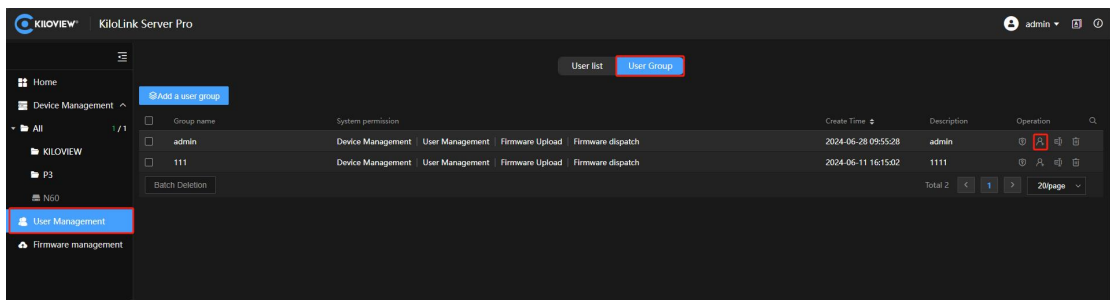 KILOVIEW® KiloLink Server Pro admin
User list User Group
Home
Add a user group
Device Management
Group name System permission Create Time Description Operation
All 1/1
admin Device Management User Management Firmware Upload Firmware dispatch 2024-06-28 09:55:28 admin
KILOVIEW
111 Device Management User Management Firmware Upload Firmware dispatch 2024-06-11 16:15:02 1111
P3
Batch Deletion Total 2 1 20/page
N60
User Management
Firmware management